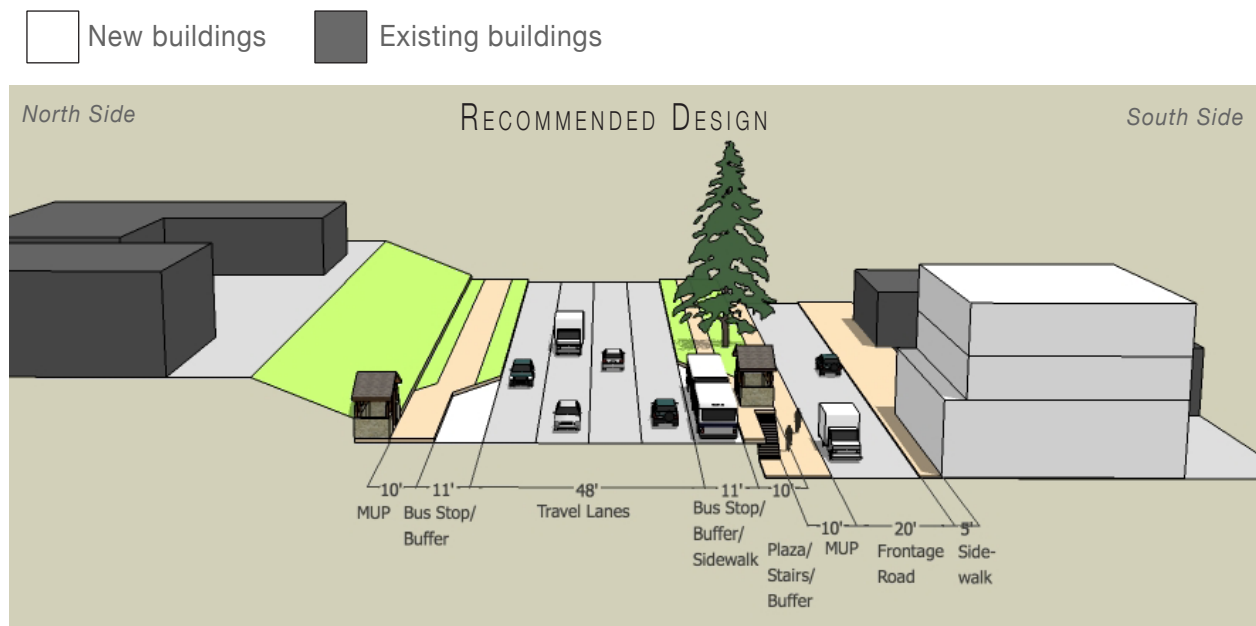 New buildings
Existing buildings
North Side
RECOMMENDED DESIGN
South Side
10' 11' 48' 11' 10'
MUP
Bus Stop/
Buffer
Travel Lanes
Bus Stop/
Buffer/
Sidewalk
10' 20' 5'
Plaza/
Stairs/
Buffer
MUP
Frontage
Road
Side-
walk